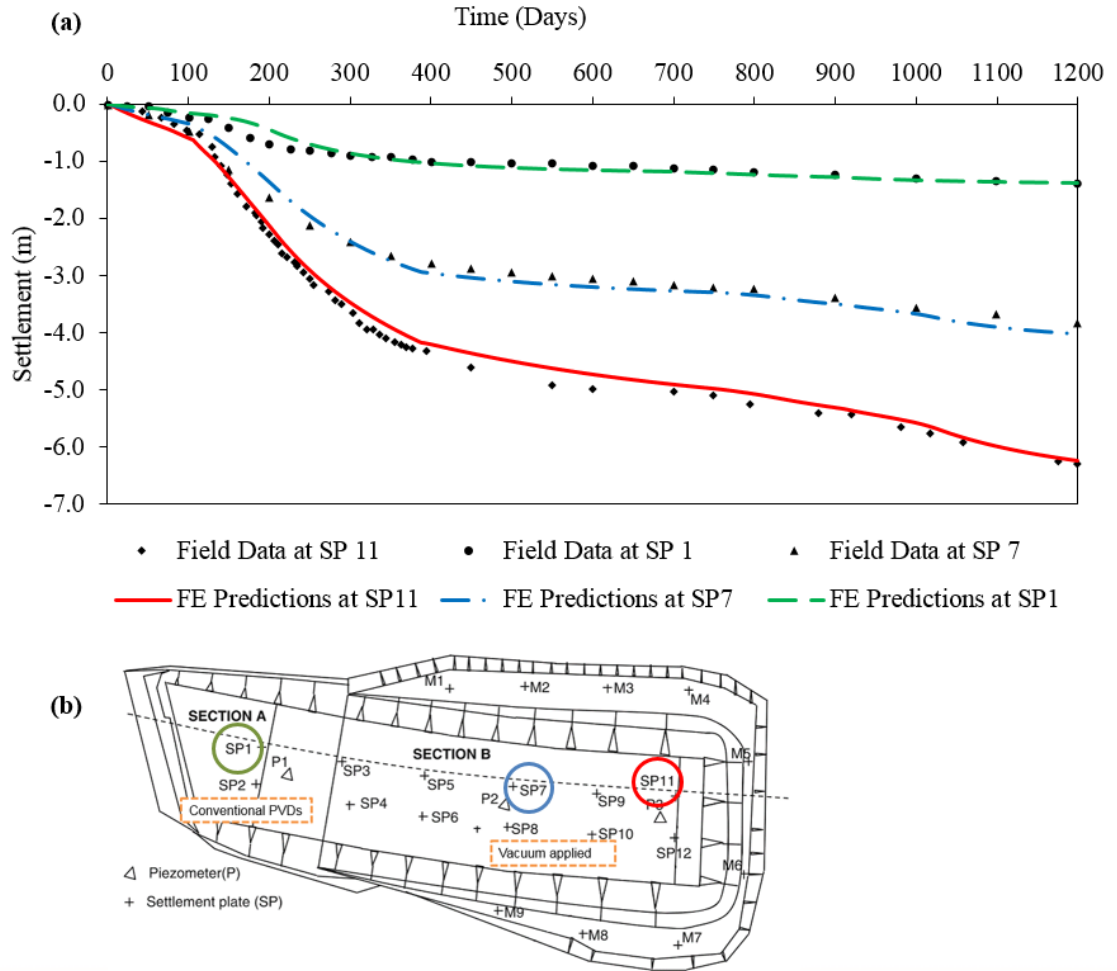 (a)
Time (Days)
0 100 200 300 400 500 600 700 800 900 1000 1100 1200
0.0
-1.0
-2.0
-3.0
-4.0
-5.0
-6.0
-7.0
Settlement (m)
Field Data at SP 11 Field Data at SP 1 Field Data at SP 7
FE Predictions at SP11 FE Predictions at SP7 FE Predictions at SP1
(b)
M1 M2 M3 M4
SECTION A
SECTION B
M5
SP1 P1 SP3 SP5 SP7 SP9 SP11
SP2 SP4 P2 P3
Conventional PVDs
SP6 SP8 SP10 SP12
Vacuum applied
M6
Piezometer(P)
Settlement plate (SP)
M9 M8 M7